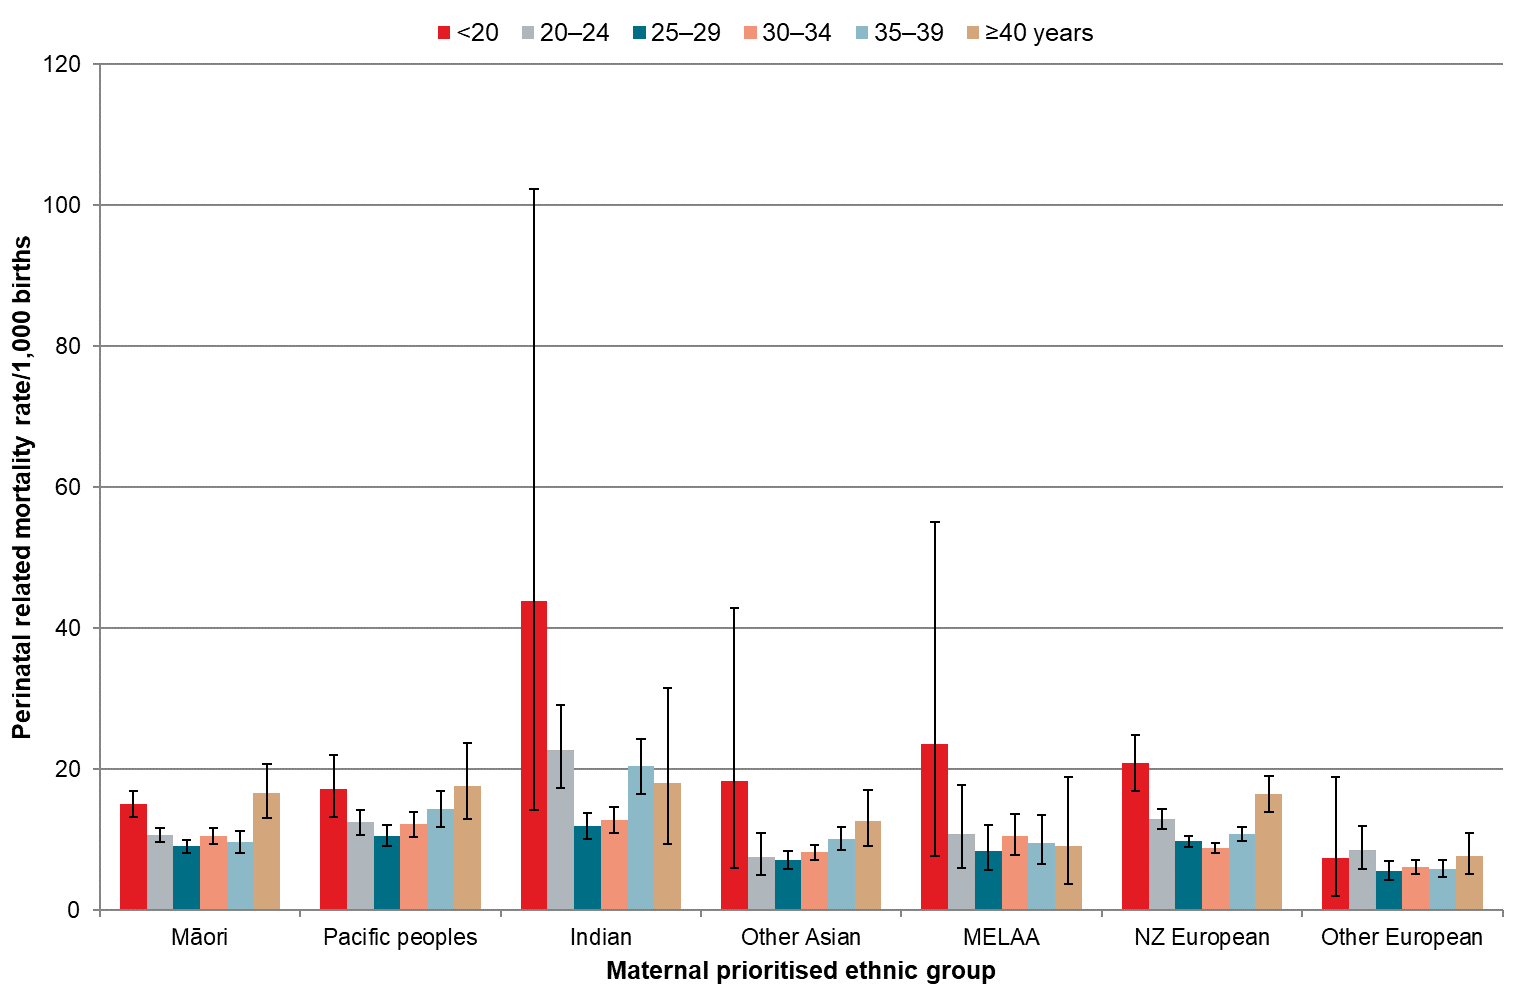 <20 20–24 25–29 30–34 35–39 ≥40 years
120
100
80
60
40
20
0
Perinatal related mortality rate/1,000 births
Māori Pacific peoples Indian Other Asian MELAA NZ European Other European
Maternal prioritised ethnic group